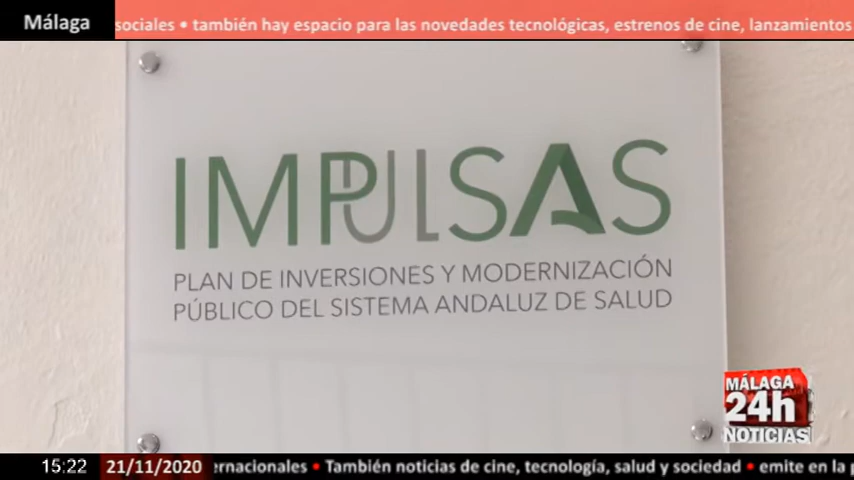 Málaga
sociales • también hay espacio para las novedades tecnológicas, estrenos de cine, lanzamientos
IMPULSAS
PLAN DE INVERSIONES Y MODERNIZACIÓN
PÚBLICO DEL SISTEMA ANDALUZ DE SALUD
MÁLAGA
24h
NOTICIAS
15:22 21/11/2020 ernacionales • También noticias de cine, tecnología, salud y sociedad • emite en la p